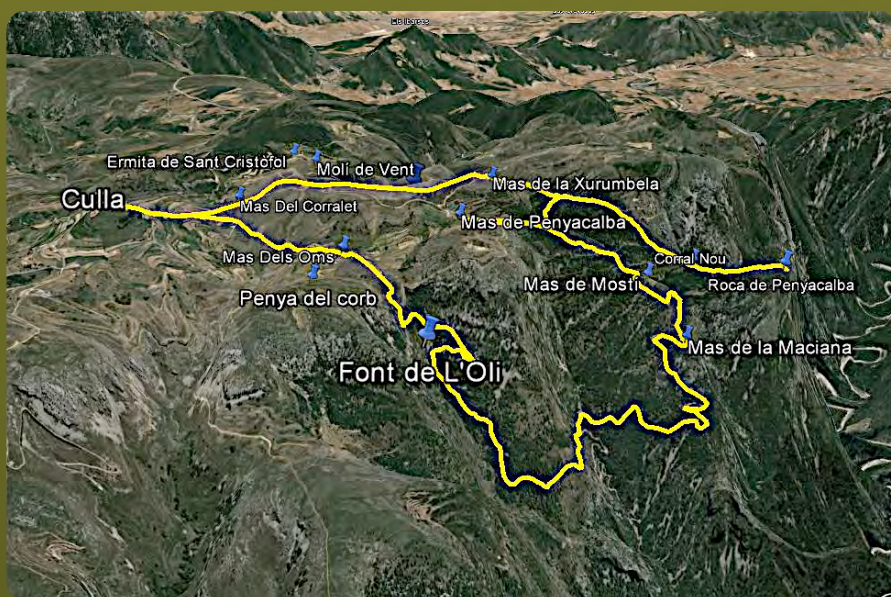 Els Ibarsos
Ermita de Sant Cristòfol
Molí de Vent
Culla
Mas Del Corralet
Mas de la Xurumbela
Mas de Penyacalba
Mas Dels Oms
Corral Nou
Mas de Mostí
Roca de Penyacalba
Penya del corb
Mas de la Maciana
Font de L'Oli